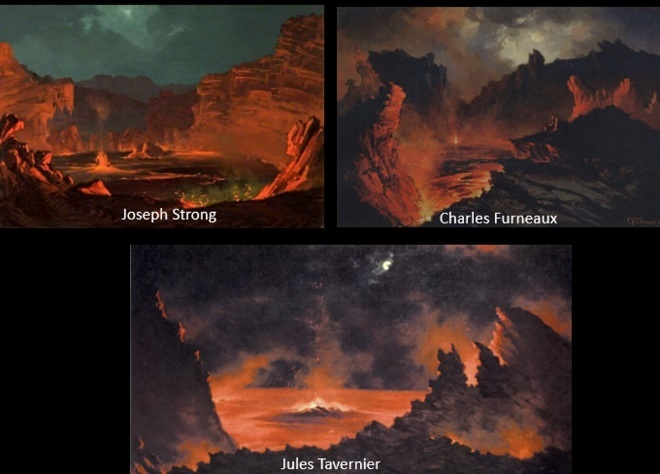 Joseph Strong
Charles Furneaux
Jules Tavernier